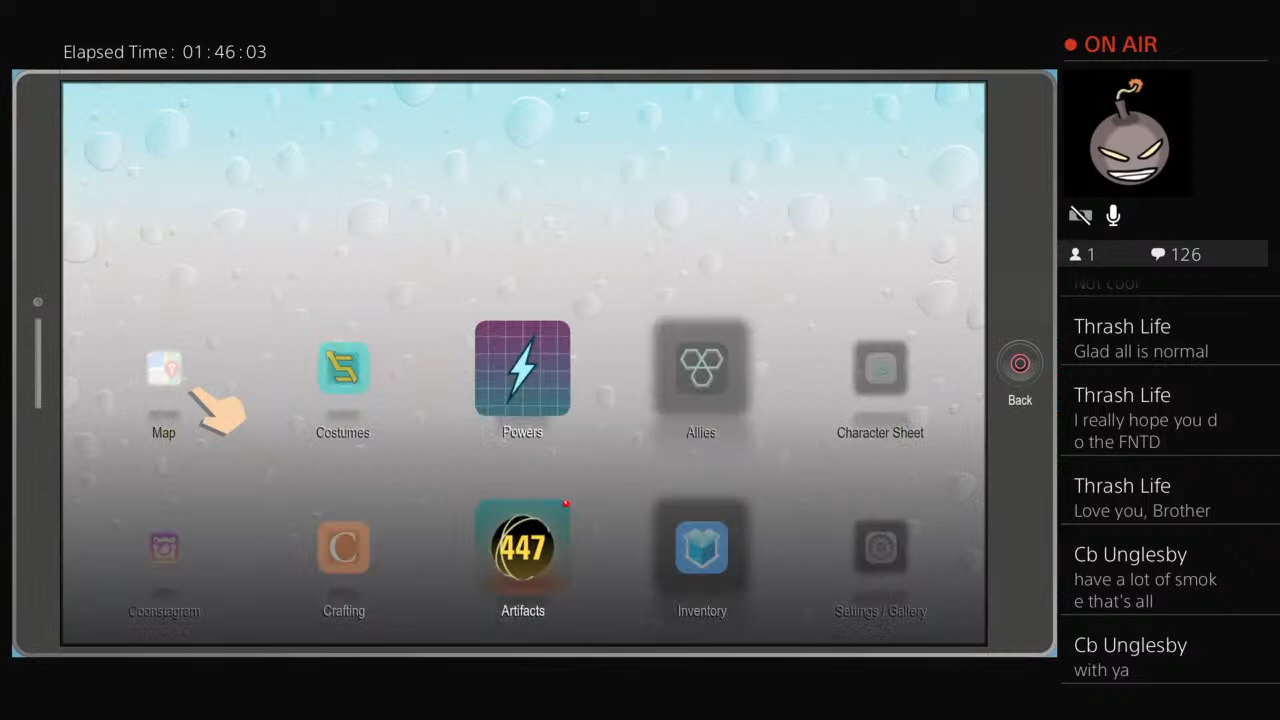 Elapsed Time: 01:46:03
ON AIR
1
126
Not cool
Thrash Life
Glad all is normal
Thrash Life
I really hope you d
o the FNTD
Thrash Life
Love you, Brother
Cb Unglesby
have a lot of smok
e that's all
Cb Unglesby
with ya
Back
Map
Costumes
Powers
Allies
Character Sheet
C
447
Coonstagram
Crafting
Artifacts
Inventory
Settings / Gallery